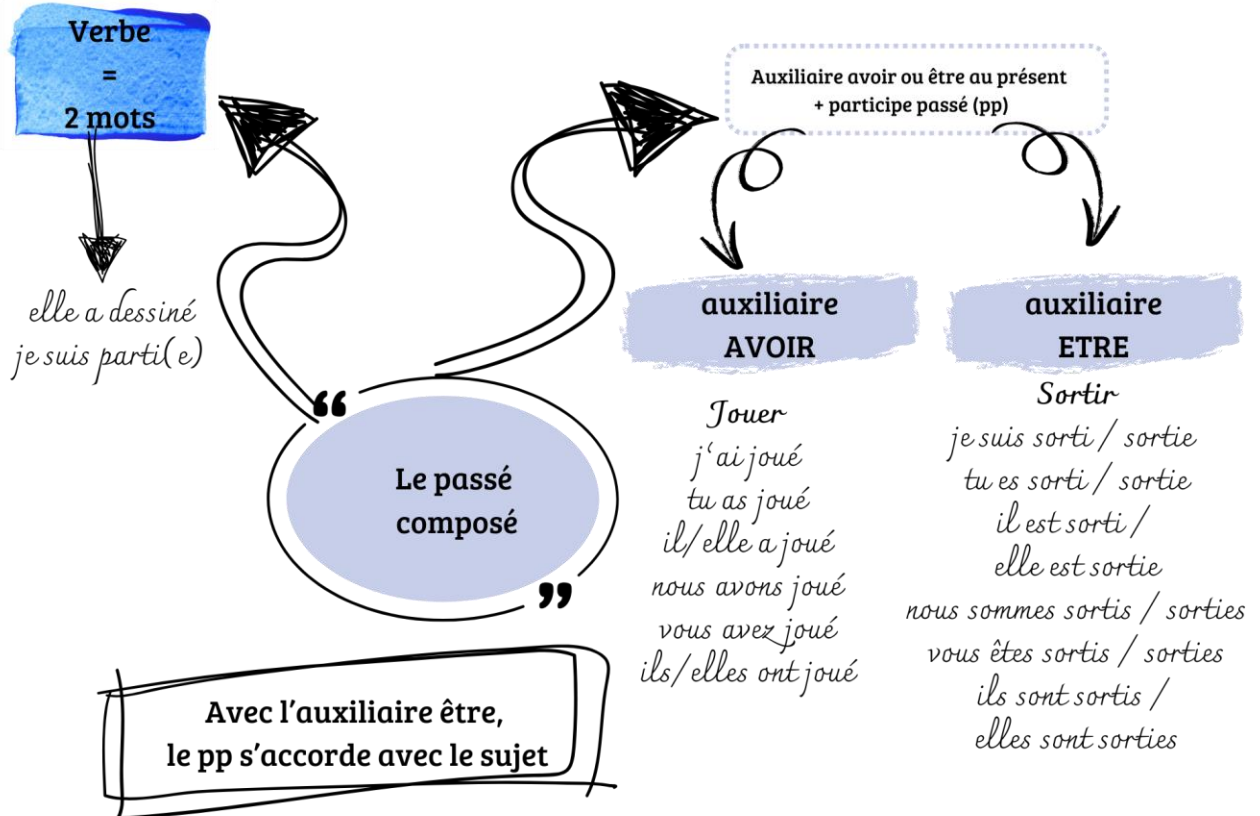 Verbe
=
2 mots
elle a dessiné
je suis parti(e)
Auxiliaire avoir ou être au présent
+ participe passé (pp)
auxiliaire
AVOIR
Jouer
j‘ai joué
tu as joué
il/elle a joué
nous avons joué
vous avez joué
ils/elles ont joué
auxiliaire
ETRE
Sortir
je suis sorti / sortie
tu es sorti / sortie
il est sorti /
elle est sortie
nous sommes sortis / sorties
vous êtes sortis / sorties
ils sont sortis /
elles sont sorties
“
Le passé
composé
”
Avec l’auxiliaire être,
le pp s’accorde avec le sujet